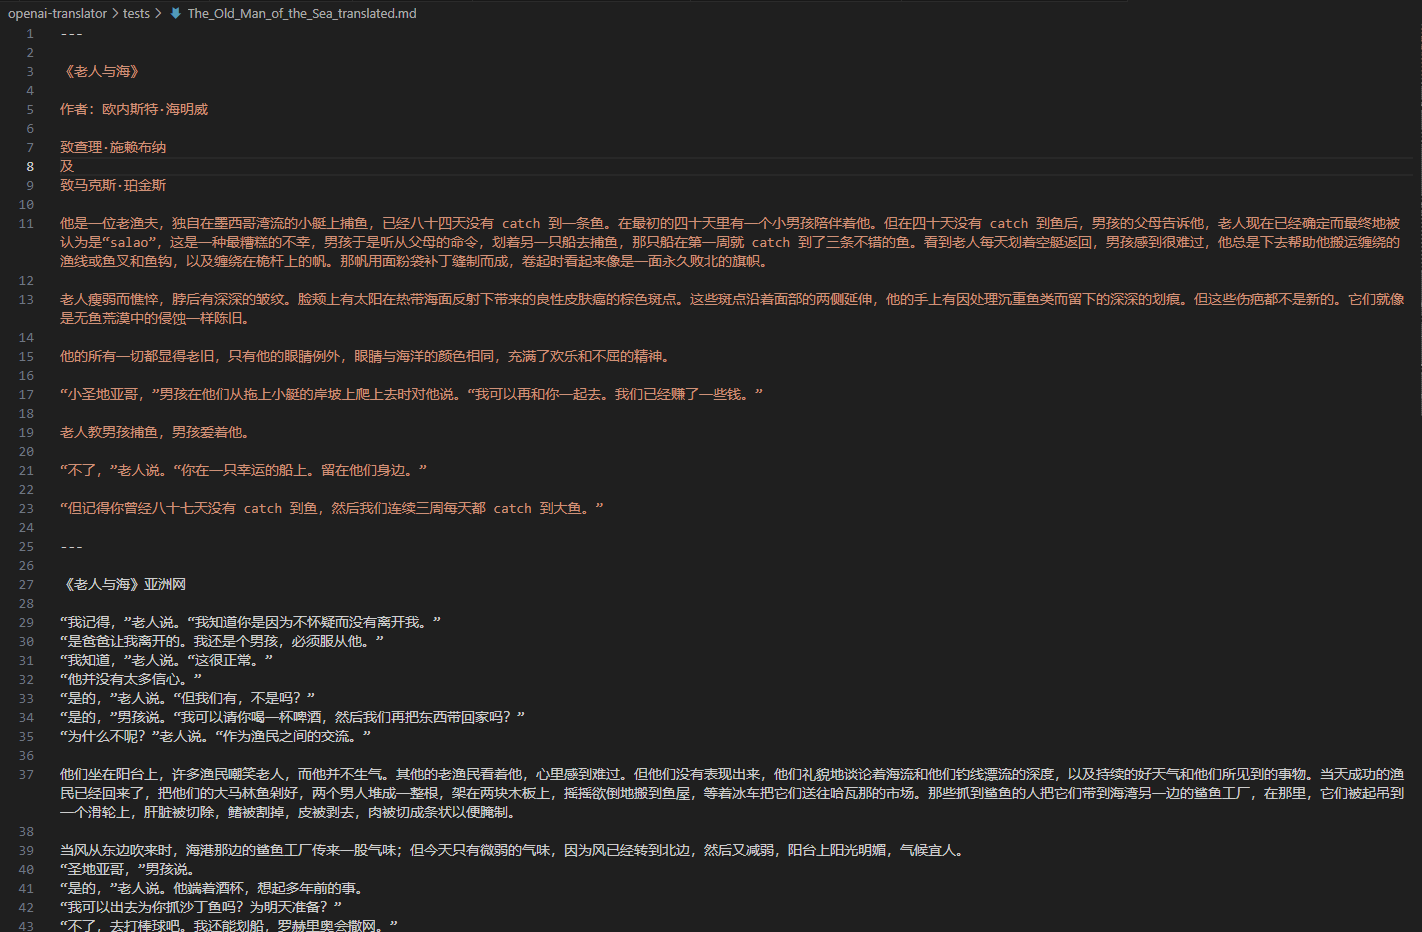 openai-translator > tests > The_Old_Man_of_the_Sea_translated.md
1 ---
2
3 《老人与海》
4
5 作者：欧内斯特·海明威
6
7 致查理·施赖布纳
8 及
9 致马克斯·珀金斯
10
11 他是一位老渔夫，独自在墨西哥湾流的小艇上捕鱼，已经八十四天没有 catch 到一条鱼。在最初的四十天里有一个小男孩陪伴着他。但在四十天没有 catch 到鱼后，男孩的父母告诉他，老人现在已经确定而最终地被
认为是“salao”，这是一种最糟糕的不幸，男孩于是听从父母的命令，划着另一只船去捕鱼，那只船在第一周就 catch 到了三条不错的鱼。看到老人每天划着空艇返回，男孩感到很难过，他总是下去帮助他搬运缠绕的
渔线或鱼叉和鱼钩，以及缠绕在桅杆上的帆。那帆用面粉袋补丁缝制而成，卷起时看起来像是一面永久败北的旗帜。
12
13 老人瘦弱而憔悴，脖后有深深的皱纹。脸颊上有太阳在热带海面反射下带来的良性皮肤癌的棕色斑点。这些斑点沿着面部的两侧延伸，他的手上有因处理沉重鱼类而留下的深深的划痕。但这些伤疤都不是新的。它们就像
是无鱼荒漠中的侵蚀一样陈旧。
14
15 他的所有一切都显得老旧，只有他的眼睛例外，眼睛与海洋的颜色相同，充满了欢乐和不屈的精神。
16
17 “小圣地亚哥，”男孩在他们从拖上小艇的岸坡上爬上去时对他说。“我可以再和你一起去。我们已经赚了一些钱。”
18
19 老人教男孩捕鱼，男孩爱着他。
20
21 “不了，”老人说。“你在一只幸运的船上。留在他们身边。”
22
23 “但记得你曾经八十七天没有 catch 到鱼，然后我们连续三周每天都 catch 到大鱼。”
24
25 ---
26
27 《老人与海》亚洲网
28
29 “我记得，”老人说。“我知道你是因为不怀疑而没有离开我。”
30 “是爸爸让我离开的。我还是个男孩，必须服从他。”
31 “我知道，”老人说。“这很正常。”
32 “他并没有太多信心。”
33 “是的，”老人说。“但我们有，不是吗？”
34 “是的，”男孩说。“我可以请你喝一杯啤酒，然后我们再把东西带回家吗？”
35 “为什么不呢？”老人说。“作为渔民之间的交流。”
36
37 他们坐在阳台上，许多渔民嘲笑老人，而他并不生气。其他的老渔民看着他，心里感到难过。但他们没有表现出来，他们礼貌地谈论着海流和他们钓线漂流的深度，以及持续的好天气和他们所见到的事物。当天成功的渔
民已经回来了，把他们的大马林鱼剁好，两个男人堆成一整根，架在两块木板上，摇摇欲倒地搬到鱼屋，等着冰车把它们送往哈瓦那的市场。那些抓到鲨鱼的人把它们带到海湾另一边的鲨鱼工厂，在那里，它们被起吊到
一个滑轮上，肝脏被切除，鳍被割掉，皮被剥去，肉被切成条状以便腌制。
38
39 当风从东边吹来时，海港那边的鲨鱼工厂传来一股气味；但今天只有微弱的气味，因为风已经转到北边，然后又减弱，阳台上阳光明媚，气候宜人。
40 “圣地亚哥，”男孩说。
41 “是的，”老人说。他端着酒杯，想起多年前的事。
42 “我可以出去为你抓沙丁鱼吗？为明天准备？”
43 “不了，去打棒球吧。我还能划船，罗赫里奥会撒网。”